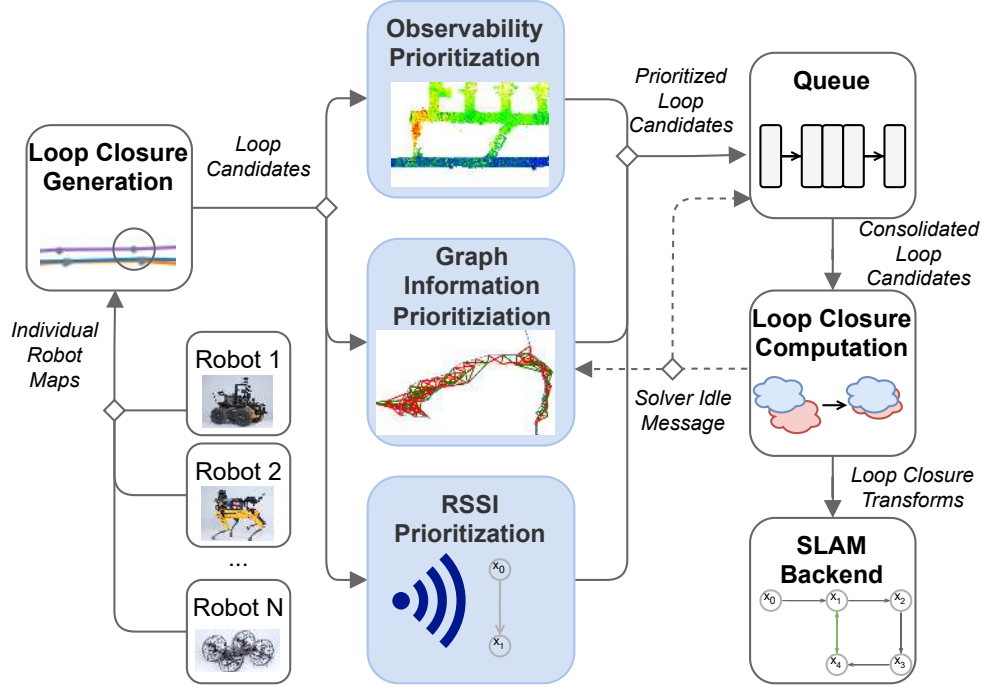 Loop Closure
Generation
Individual
Robot
Maps
Robot 1
Robot 2
...
Robot N
Loop
Candidates
Observability
Prioritization
Graph
Information
Prioritiziation
RSSI
Prioritization
x0
x1
Prioritized
Loop
Candidates
Queue
Consolidated
Loop
Candidates
Loop Closure
Computation
Solver Idle
Message
Loop Closure
Transforms
SLAM
Backend
x0
x1
x2
x4
x3